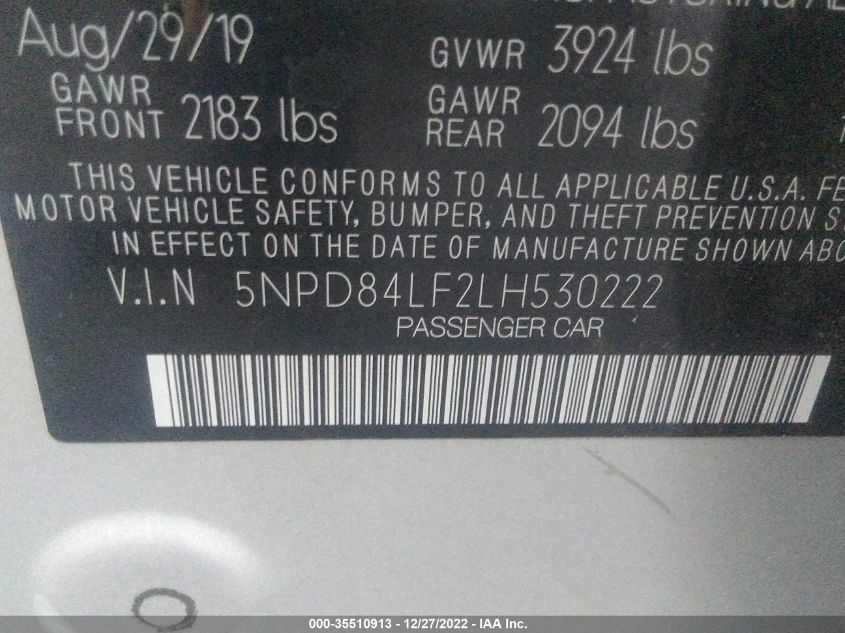 Aug/29/19 GVWR 3924 lbs
GAWR FRONT 2183 lbs GAWR REAR 2094 lbs
THIS VEHICLE CONFORMS TO ALL APPLICABLE U.S.A. FE
MOTOR VEHICLE SAFETY, BUMPER, AND THEFT PREVENTION S
IN EFFECT ON THE DATE OF MANUFACTURE SHOWN ABO
V.I.N 5NPD84LF2LH530222
PASSENGER CAR
000-35510913 - 12/27/2022 - IAA Inc.